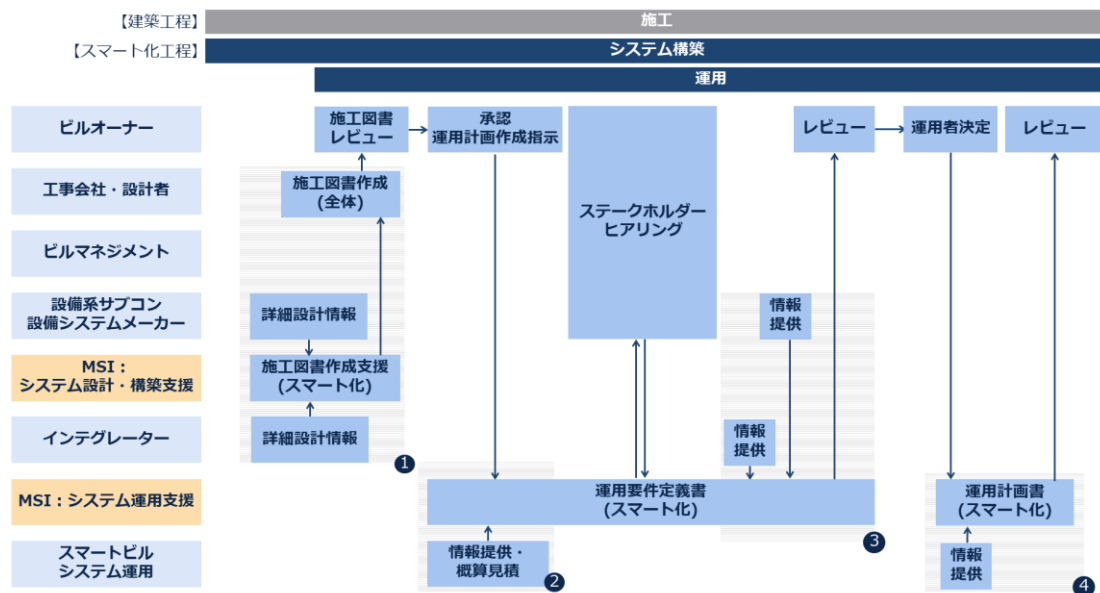 【建築工程】
施工
【スマート化工程】
システム構築
運用
ビルオーナー
施工図書
レビュー
承認
運用計画作成指示
レビュー
運用者決定
レビュー
工事会社・設計者
施工図書作成
(全体)
ステークホルダー
ヒアリング
ビルマネジメント
設備系サブコン
設備システムメーカー
詳細設計情報
情報
提供
MSI：
システム設計・構築支援
施工図書作成支援
(スマート化)
インテグレーター
詳細設計情報
情報
提供
1
MSI：システム運用支援
運用要件定義書
(スマート化)
運用計画書
(スマート化)
3
スマートビル
システム運用
情報提供・
概算見積
2
情報
提供
4